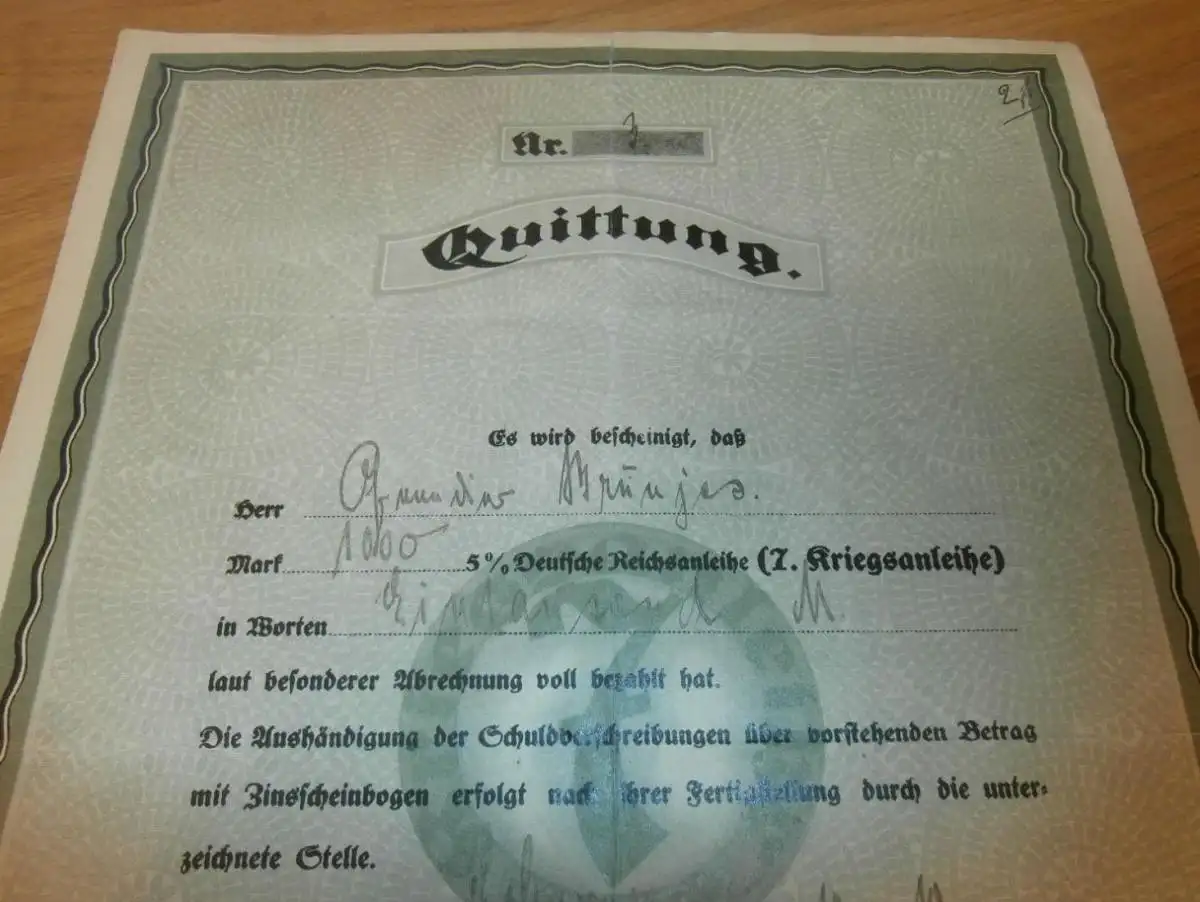 Nr.
Quittung.
Es wird bescheinigt, daß
Herr Brünjes.
Mark 1000 5% Deutsche Reichsanleihe (7. Kriegsanleihe)
in Worten Eintausend M.
laut besonderer Abrechnung voll bezahlt hat.
Die Aushändigung der Schuldverschreibungen über vorstehenden Betrag
mit Zinsscheinbogen erfolgt nach ihrer Fertigstellung durch die unter-
zeichnete Stelle.